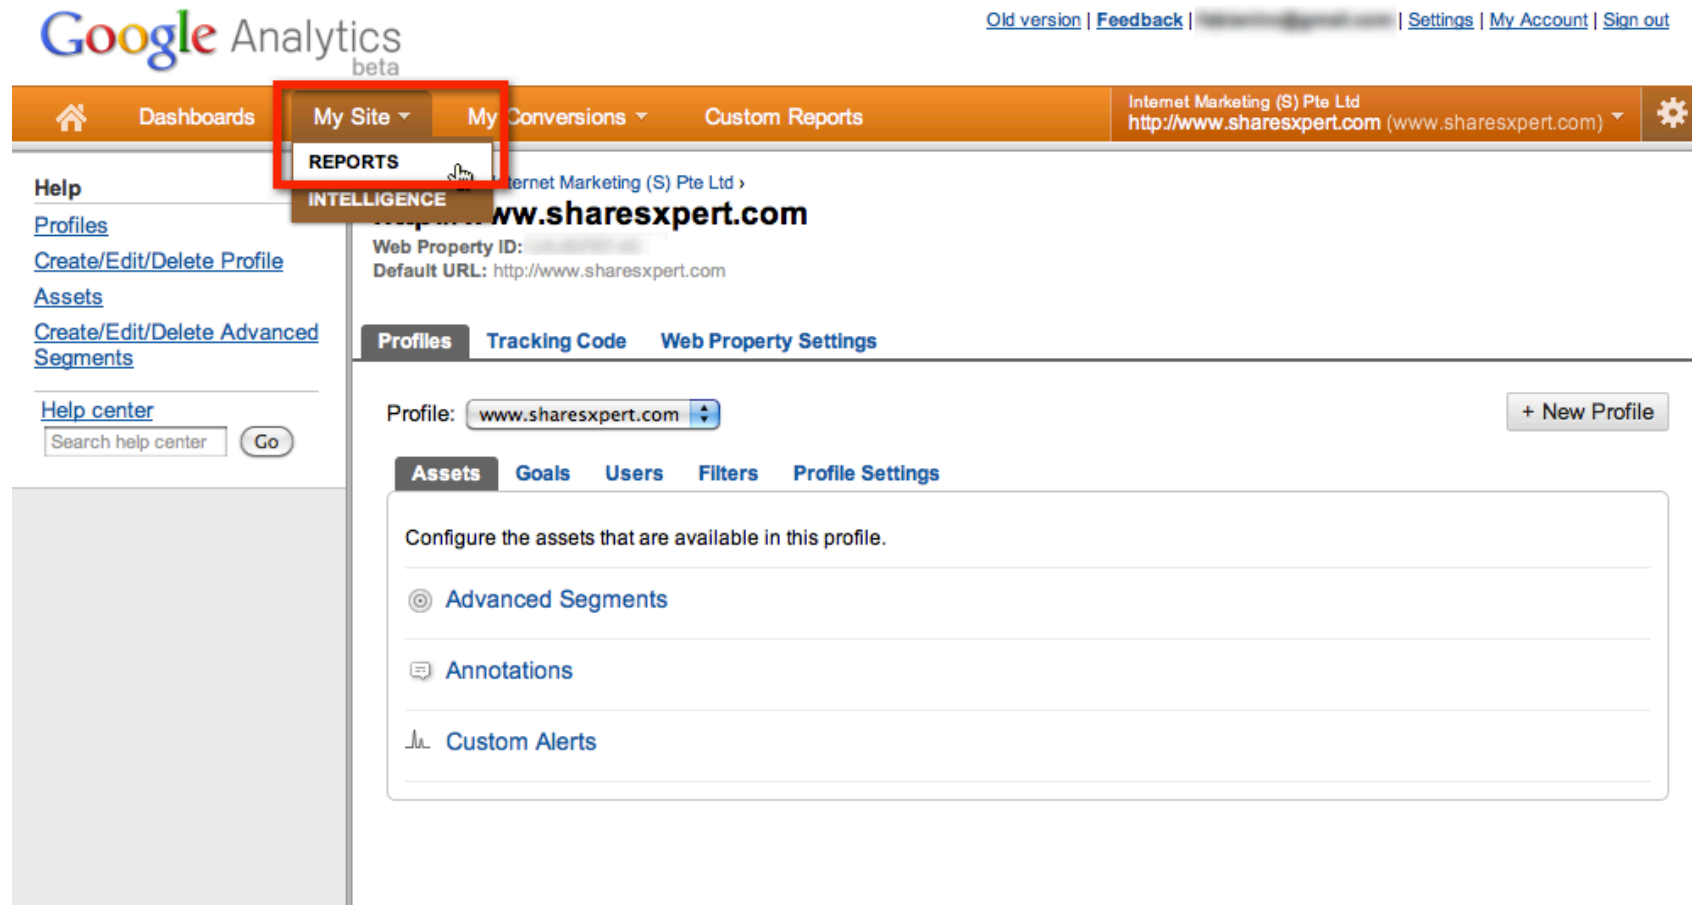 Google Analytics
beta
Old version | Feedback | | Settings | My Account | Sign out
Dashboards
My Site
My Conversions
Custom Reports
Internet Marketing (S) Pte Ltd
http://www.sharesxpert.com (www.sharesxpert.com)
REPORTS
INTELLIGENCE
Help
Profiles
Create/Edit/Delete Profile
Assets
Create/Edit/Delete Advanced
Segments
Help center
Search help center
Go
Marketing (S) Pte Ltd ›
www.sharesxpert.com
Web Property ID:
Default URL: http://www.sharesxpert.com
Profiles
Tracking Code
Web Property Settings
Profile: www.sharesxpert.com
+ New Profile
Assets
Goals
Users
Filters
Profile Settings
Configure the assets that are available in this profile.
Advanced Segments
Annotations
Custom Alerts